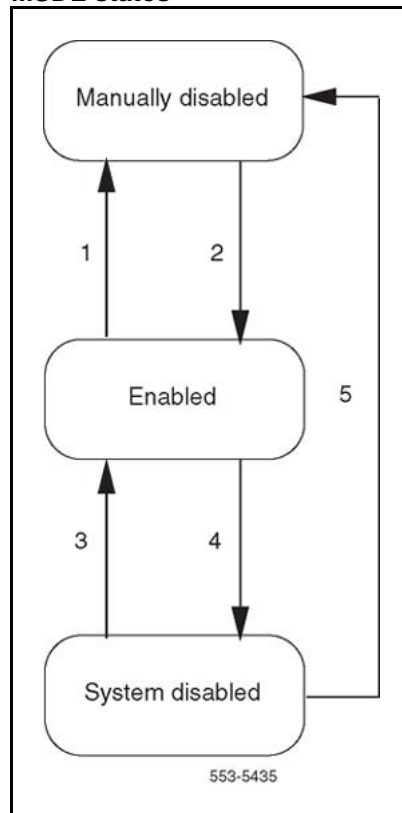 MSDL states
Manually disabled
1
2
Enabled
5
3
4
System disabled
553-5435